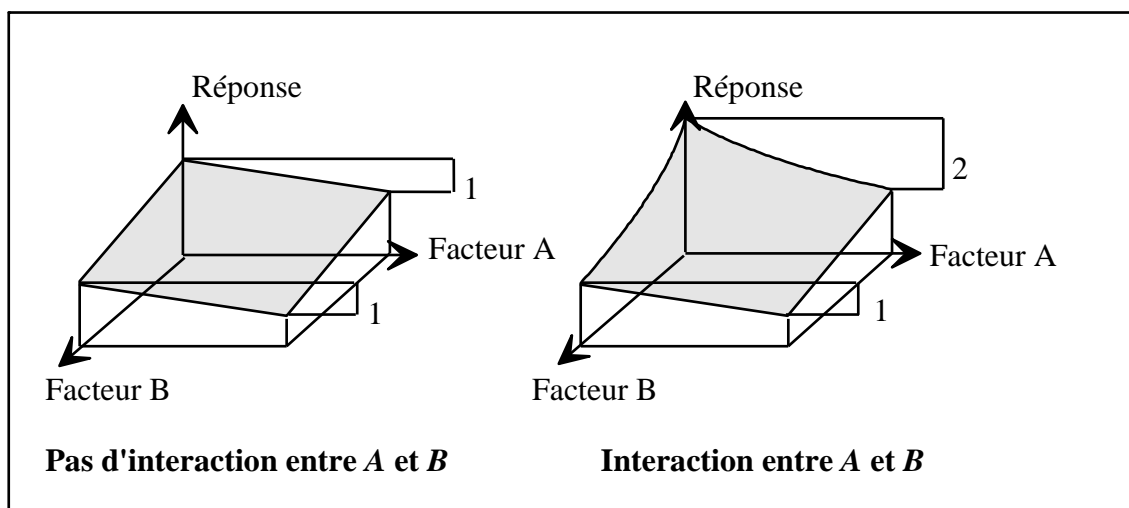 Réponse
1
Facteur A
1
Facteur B
Pas d'interaction entre A et B
Réponse
2
Facteur A
1
Facteur B
Interaction entre A et B